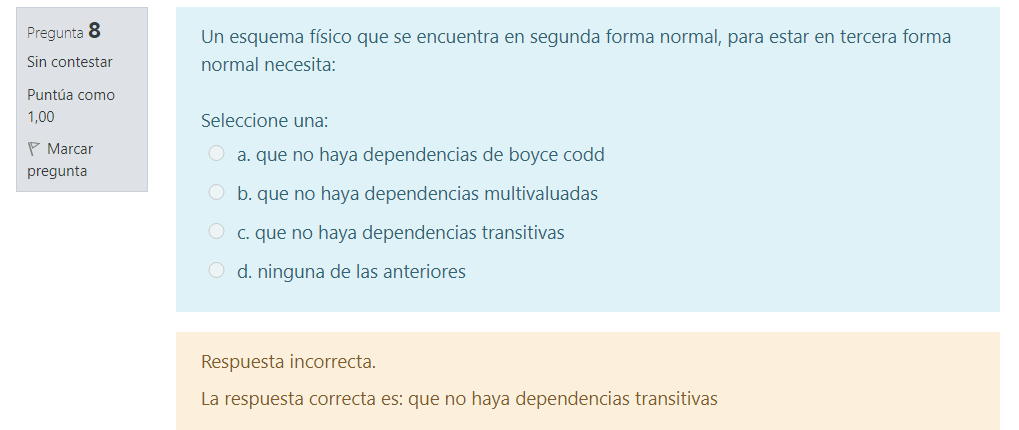 Pregunta 8
Sin contestar
Puntúa como
1,00
Marcar
pregunta
Un esquema físico que se encuentra en segunda forma normal, para estar en tercera forma
normal necesita:
Seleccione una:
a. que no haya dependencias de boyce codd
b. que no haya dependencias multivaluadas
c. que no haya dependencias transitivas
d. ninguna de las anteriores
Respuesta incorrecta.
La respuesta correcta es: que no haya dependencias transitivas